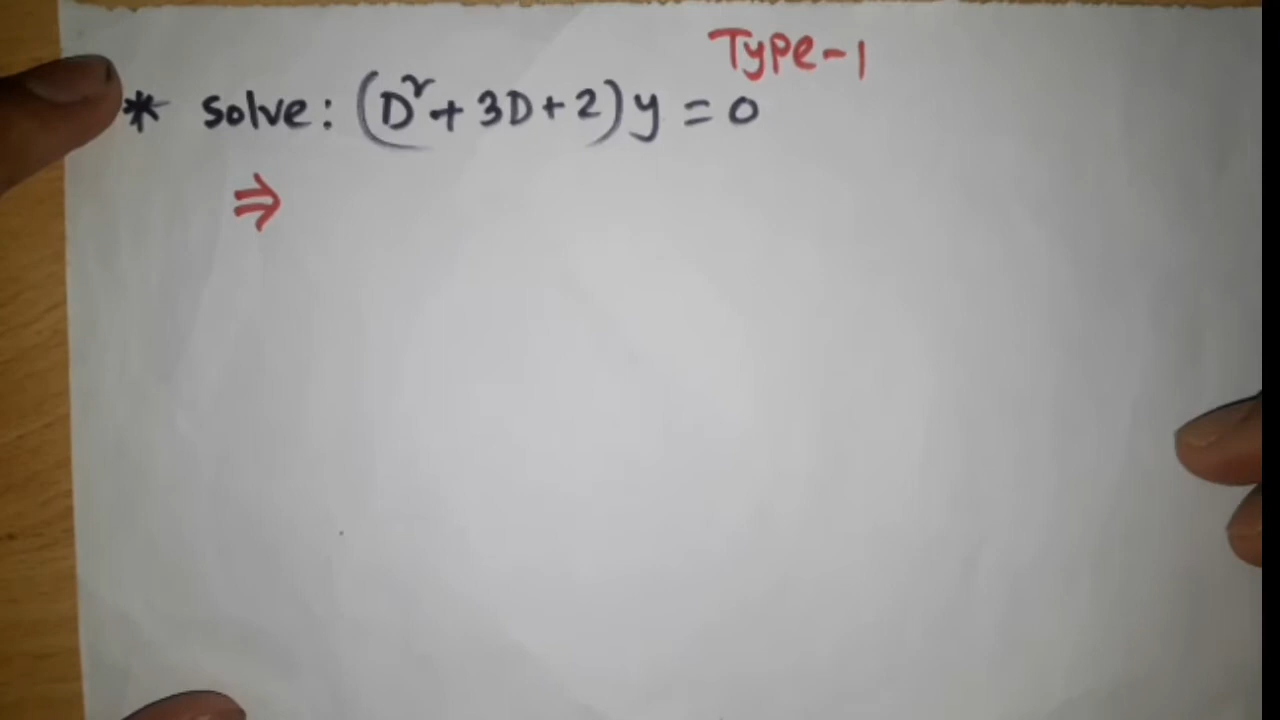 Type-1
* solve: (D² + 3D + 2) y = 0
⇒